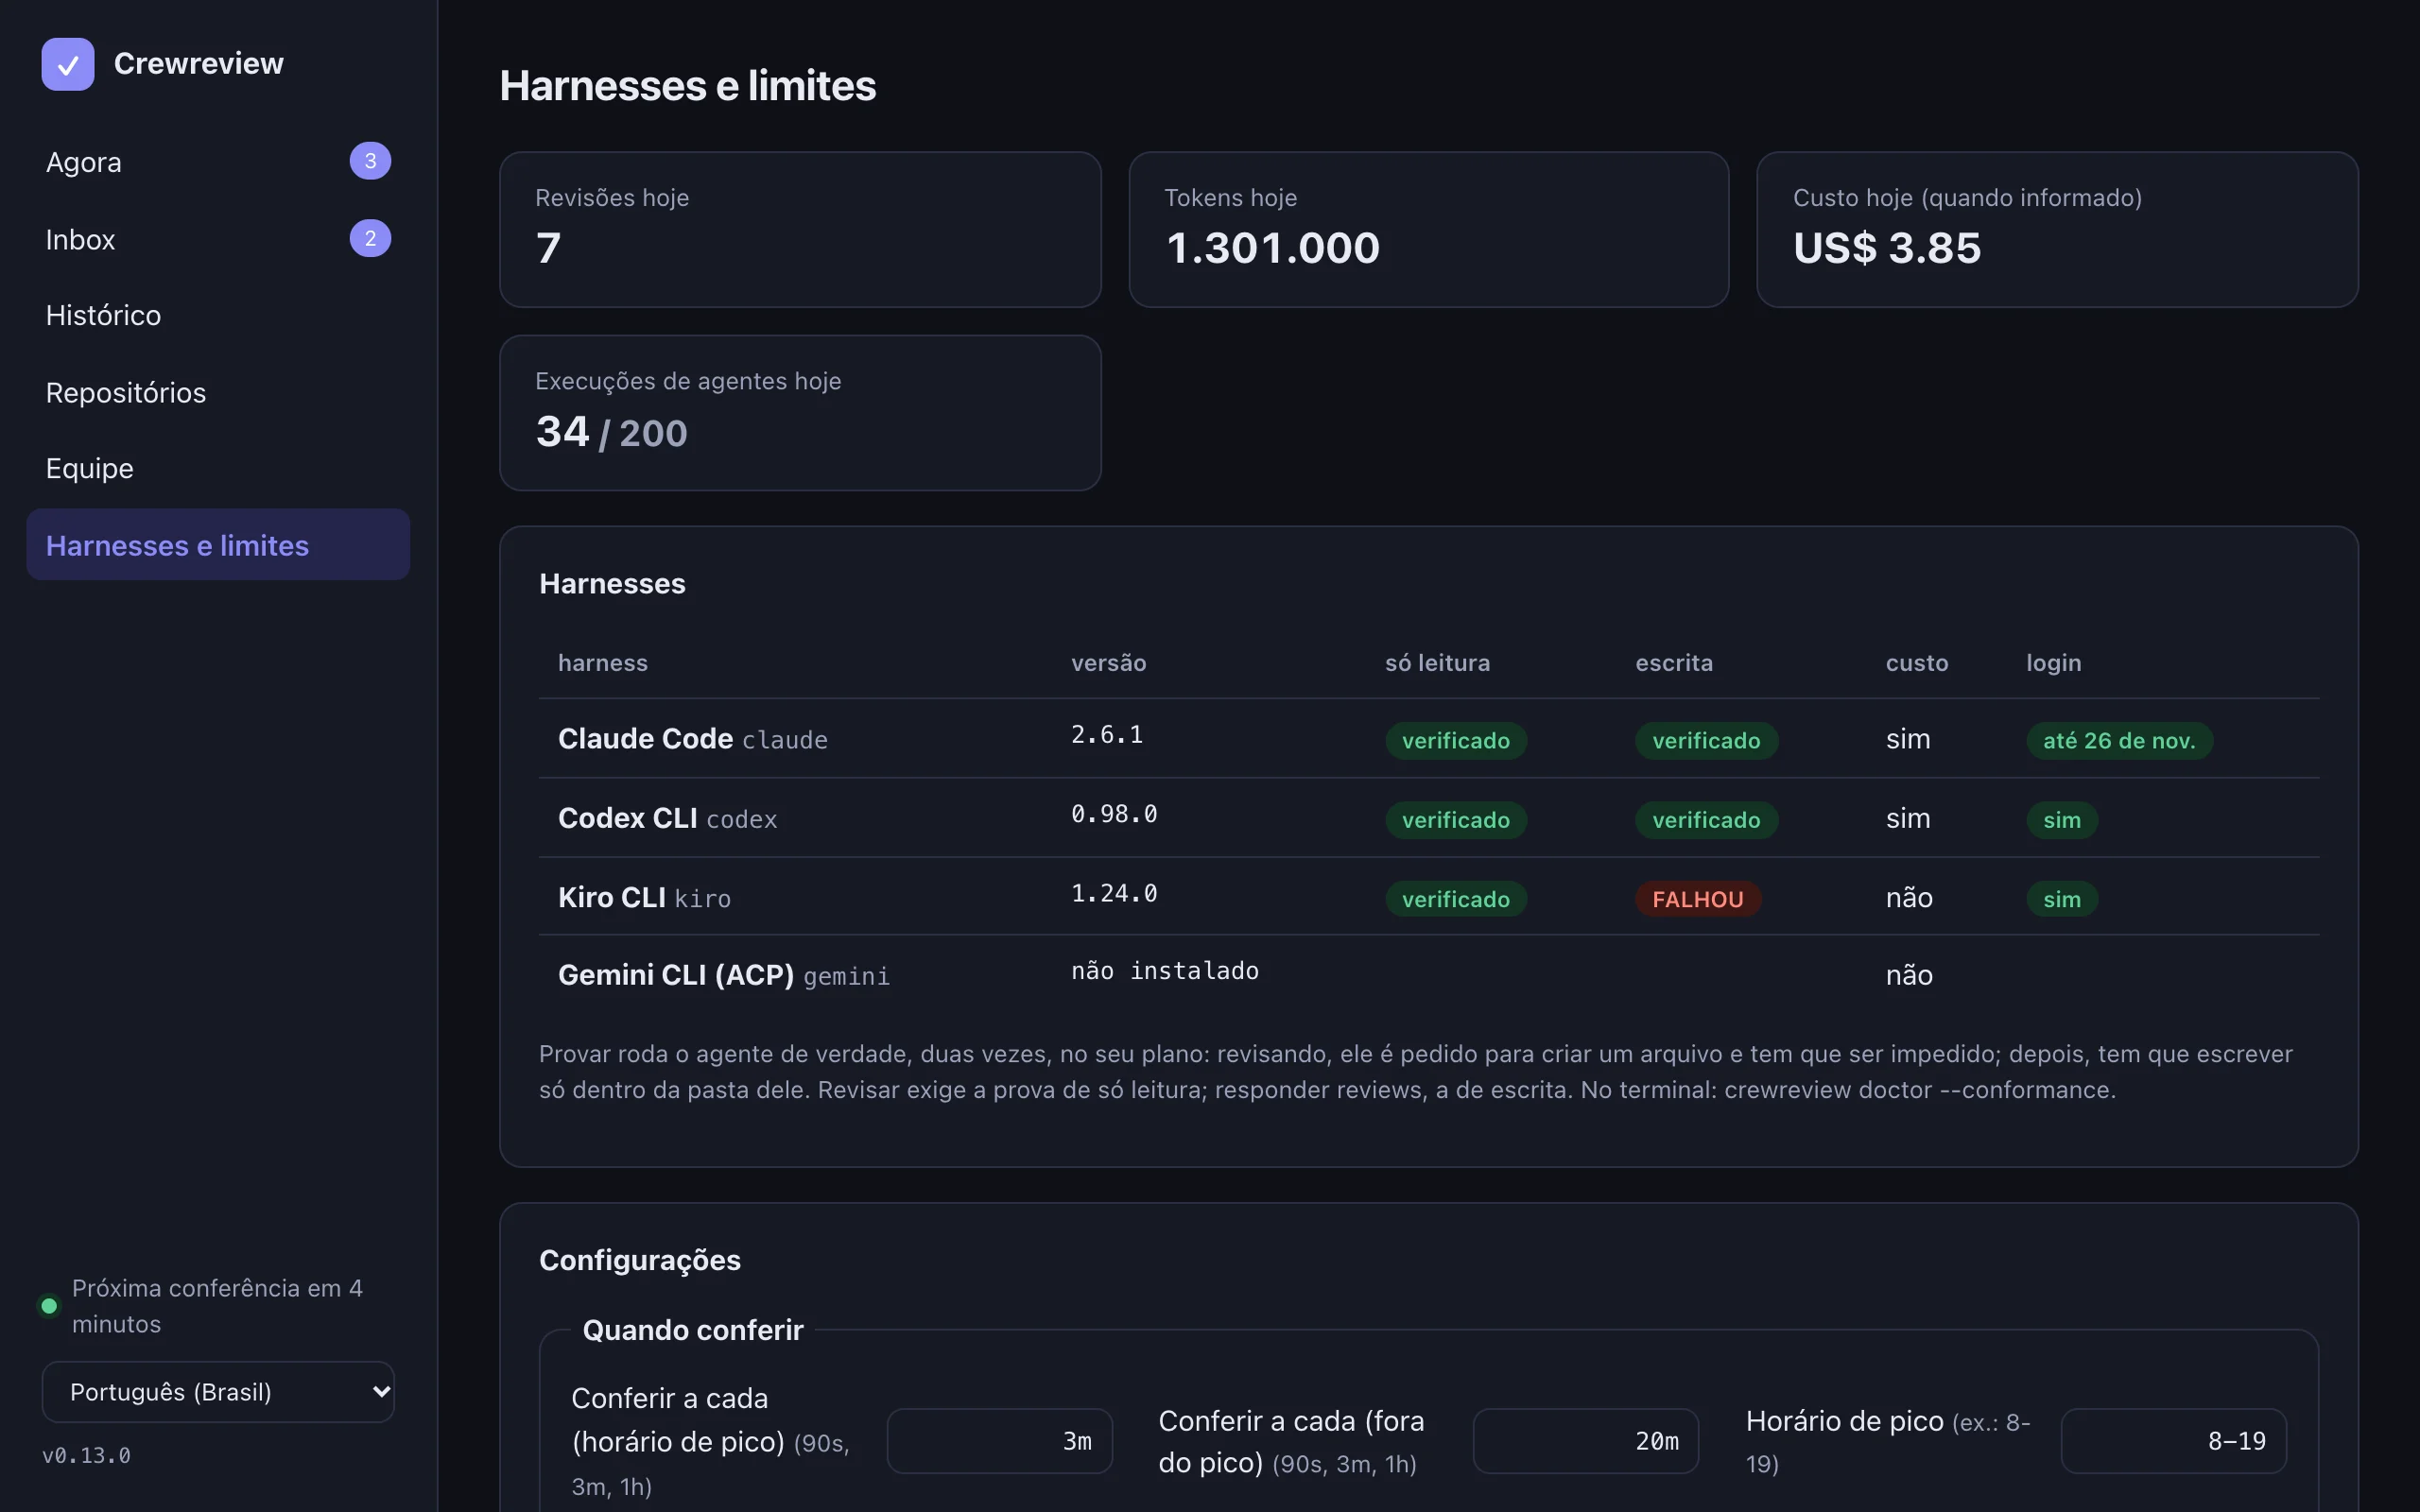 Crewreview
Agora 3
Inbox 2
Histórico
Repositórios
Equipe
Harnesses e limites
Próxima conferência em 4
minutos
Português (Brasil)
v0.13.0
Harnesses e limites
Revisões hoje
7
Tokens hoje
1.301.000
Custo hoje (quando informado)
US$ 3.85
Execuções de agentes hoje
34 / 200
Harnesses
harness versão só leitura escrita custo login
Claude Code claude 2.6.1 verificado verificado sim até 26 de nov.
Codex CLI codex 0.98.0 verificado verificado sim sim
Kiro CLI kiro 1.24.0 verificado FALHOU não sim
Gemini CLI (ACP) gemini não instalado não
Provar roda o agente de verdade, duas vezes, no seu plano: revisando, ele é pedido para criar um arquivo e tem que ser impedido; depois, tem que escrever
só dentro da pasta dele. Revisar exige a prova de só leitura; responder reviews, a de escrita. No terminal: crewreview doctor --conformance.
Configurações
Quando conferir
Conferir a cada
(horário de pico) (90s,
3m, 1h)
3m
Conferir a cada (fora
do pico) (90s, 3m, 1h)
20m
Horário de pico (ex.: 8-
19)
8–19